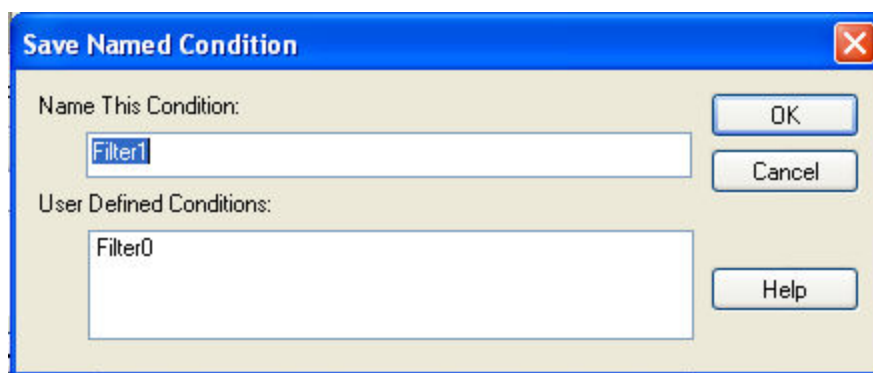 Save Named Condition
Name This Condition:
OK
Filter1
Cancel
User Defined Conditions:
Filter0
Help